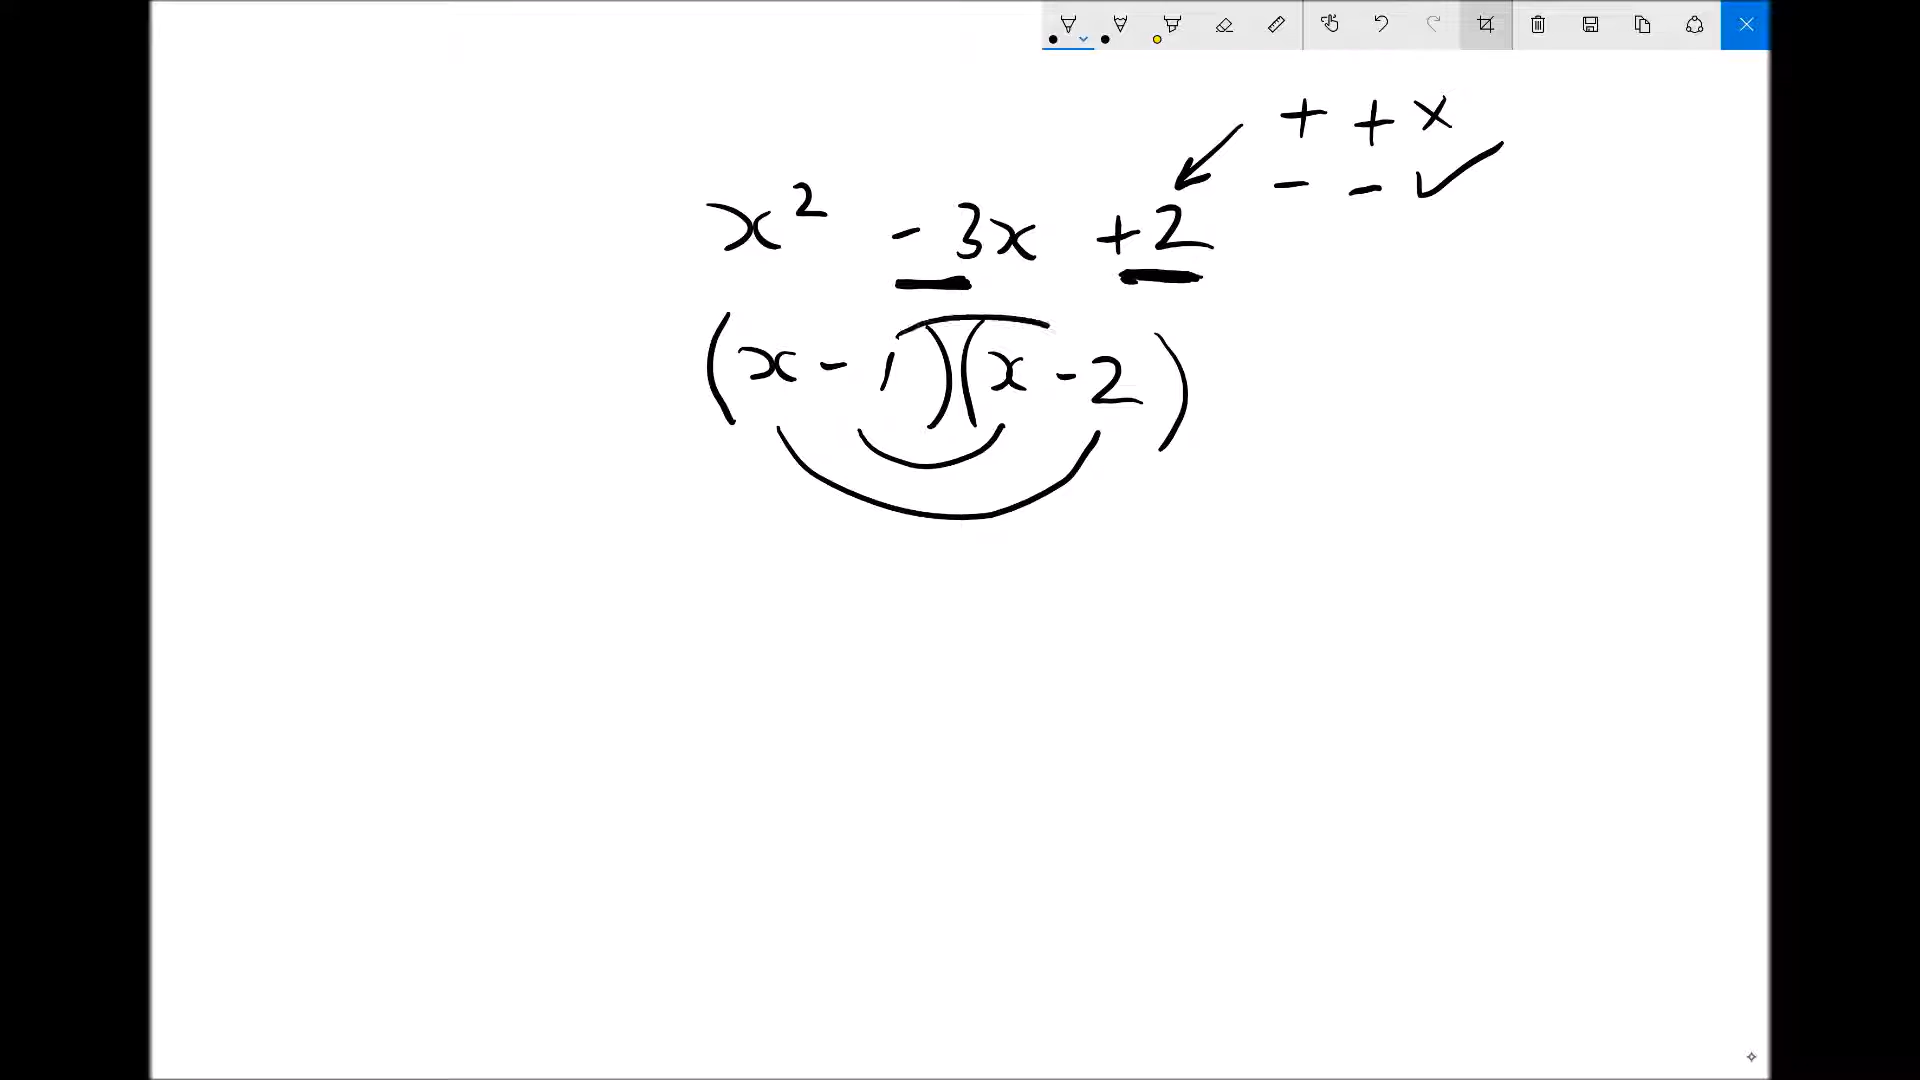 + + ×
- - ✓
x² - 3x + 2
(x - 1)(x - 2)